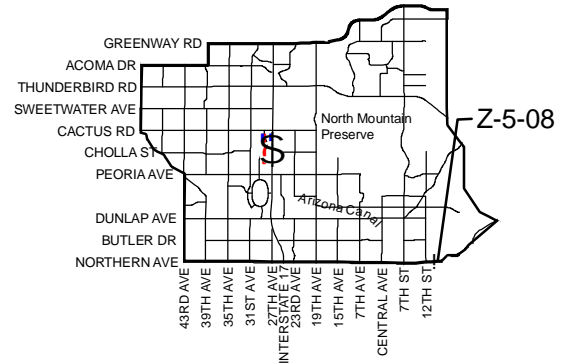 GREENWAY RD
ACOMA DR
THUNDERBIRD RD
SWEETWATER AVE
CACTUS RD
CHOLLA ST
PEORIA AVE
DUNLAP AVE
BUTLER DR
NORTHERN AVE
North Mountain
Preserve
Z-5-08
S
Arizona Canal
43RD AVE
39TH AVE
35TH AVE
31ST AVE
27TH AVE
INTERSTATE 17
23RD AVE
19TH AVE
15TH AVE
7TH AVE
CENTRAL AVE
7TH ST
12TH ST